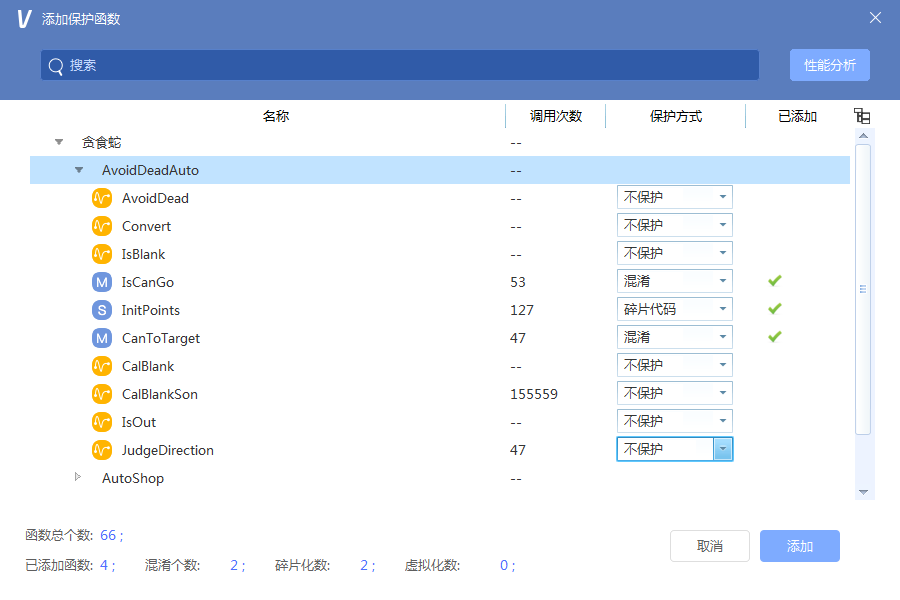 V 添加保护函数
搜索 性能分析
名称 调用次数 保护方式 已添加
贪食蛇 --
AvoidDeadAuto --
AvoidDead -- 不保护
Convert -- 不保护
IsBlank -- 不保护
M IsCanGo 53 混淆
S InitPoints 127 碎片代码
M CanToTarget 47 混淆
CalBlank -- 不保护
CalBlankSon 155559 不保护
IsOut -- 不保护
JudgeDirection 47 不保护
AutoShop --
函数总个数: 66 ;
取消 添加
已添加函数: 4 ; 混淆个数: 2 ; 碎片化数: 2 ; 虚拟化数: 0 ;